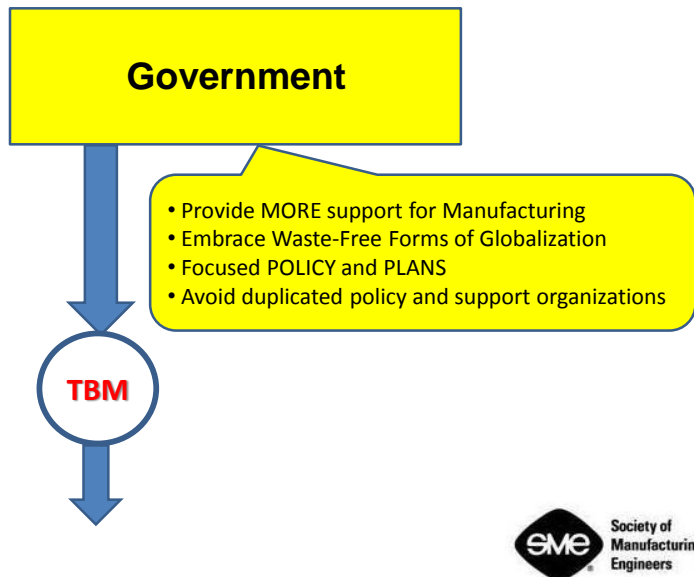 Government
• Provide MORE support for Manufacturing
• Embrace Waste-Free Forms of Globalization
• Focused POLICY and PLANS
• Avoid duplicated policy and support organizations
TBM
SME
Society of
Manufacturin
Engineers